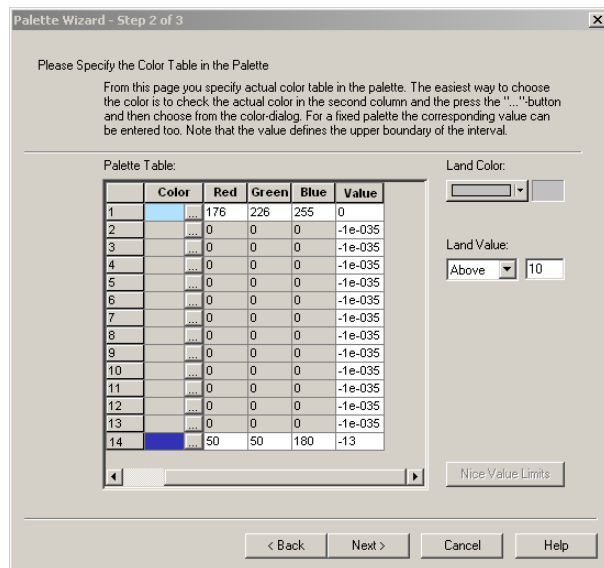 Palette Wizard - Step 2 of 3
Please Specify the Color Table in the Palette
From this page you specify actual color table in the palette. The easiest way to choose
the color is to check the actual color in the second column and the press the "..."-button
and then choose from the color-dialog. For a fixed palette the corresponding value can
be entered too. Note that the value defines the upper boundary of the interval.
Palette Table:
Color Red Green Blue Value
1 ... 176 226 255 0
2 ... 0 0 0 -1e-035
3 ... 0 0 0 -1e-035
4 ... 0 0 0 -1e-035
5 ... 0 0 0 -1e-035
6 ... 0 0 0 -1e-035
7 ... 0 0 0 -1e-035
8 ... 0 0 0 -1e-035
9 ... 0 0 0 -1e-035
10 ... 0 0 0 -1e-035
11 ... 0 0 0 -1e-035
12 ... 0 0 0 -1e-035
13 ... 0 0 0 -1e-035
14 ... 50 50 180 -13
Land Color:
Land Value:
Above 10
Nice Value Limits
< Back Next > Cancel Help